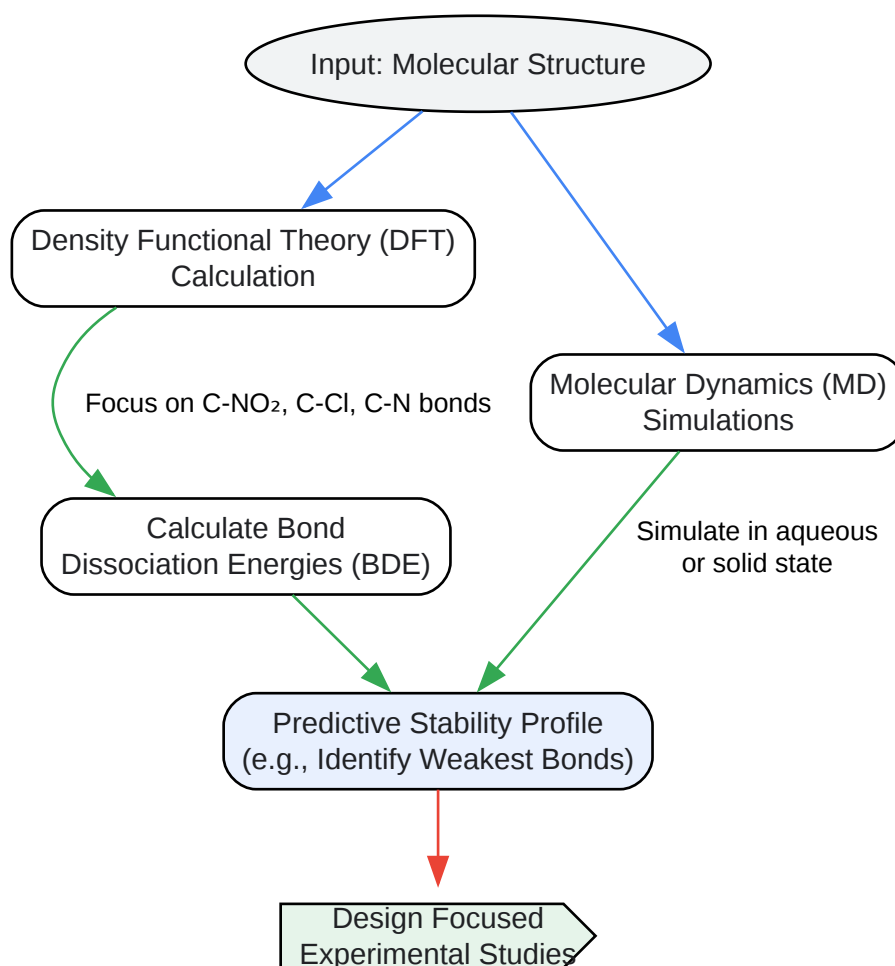 Input: Molecular Structure
Density Functional Theory (DFT)
Calculation
Focus on C-NO₂, C-Cl, C-N bonds
Molecular Dynamics (MD)
Simulations
Calculate Bond
Dissociation Energies (BDE)
Simulate in aqueous
or solid state
Predictive Stability Profile
(e.g., Identify Weakest Bonds)
Design Focused
Experimental Studies